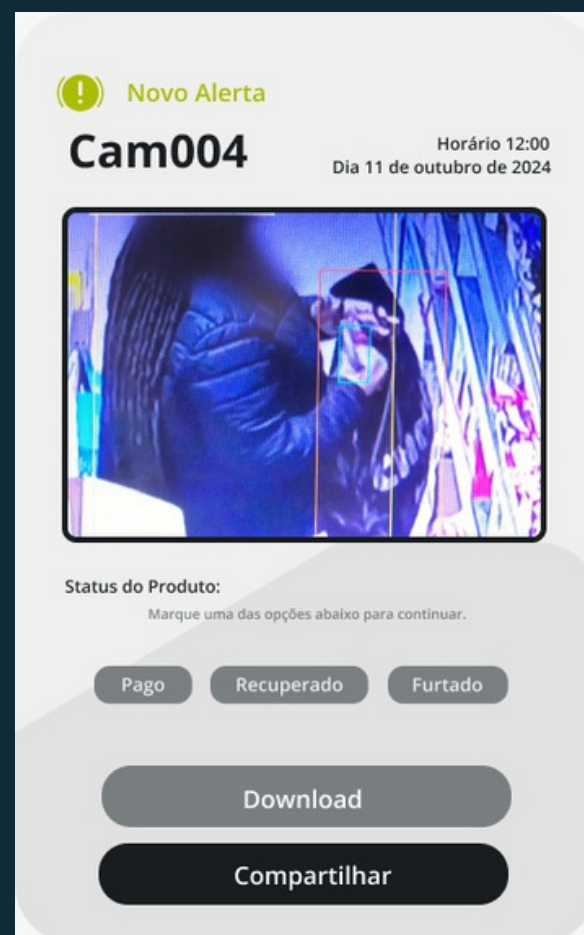 Novo Alerta
Cam004
Horário 12:00
Dia 11 de outubro de 2024
Status do Produto:
Marque uma das opções abaixo para continuar.
Pago
Recuperado
Furtado
Download
Compartilhar